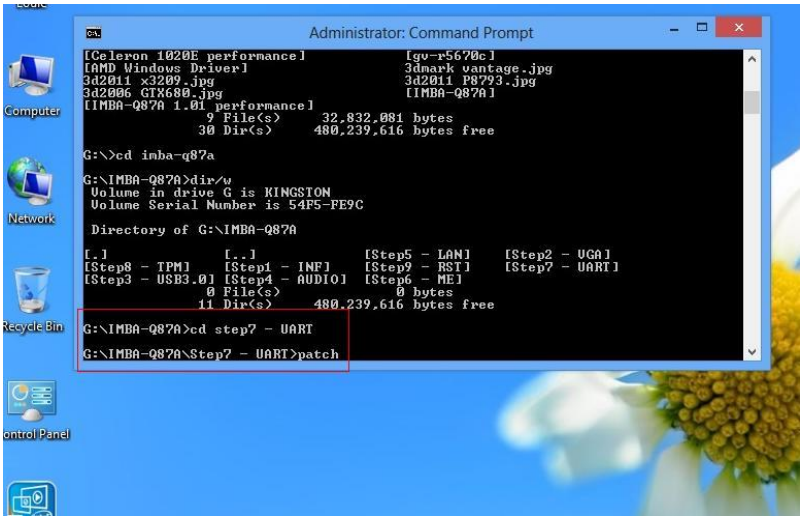 Administrator: Command Prompt
[Celeron 1020E performance] [gv-r5670c]
[AMD Windows Driver] 3dmark vantage.jpg
3d2011 x3209.jpg 3d2011 P8793.jpg
3d2006 GTX680.jpg [IMBA-Q87A]
[IMBA-Q87A 1.01 performance]
9 File(s) 32,832,081 bytes
30 Dir(s) 480,239,616 bytes free
G:\>cd imba-q87a
G:\IMBA-Q87A>dir/w
Volume in drive G is KINGSTON
Volume Serial Number is 54F5-FE9C
Directory of G:\IMBA-Q87A
[.] [..] [Step5 - LAN] [Step2 - VGA]
[Step8 - TPM] [Step1 - INF] [Step9 - RST] [Step7 - UART]
[Step3 - USB3.0] [Step4 - AUDIO] [Step6 - ME]
0 File(s) 0 bytes
11 Dir(s) 480,239,616 bytes free
G:\IMBA-Q87A>cd step7 - UART
G:\IMBA-Q87A\Step7 - UART>patch
Computer
Network
Recycle Bin
ontrol Panel